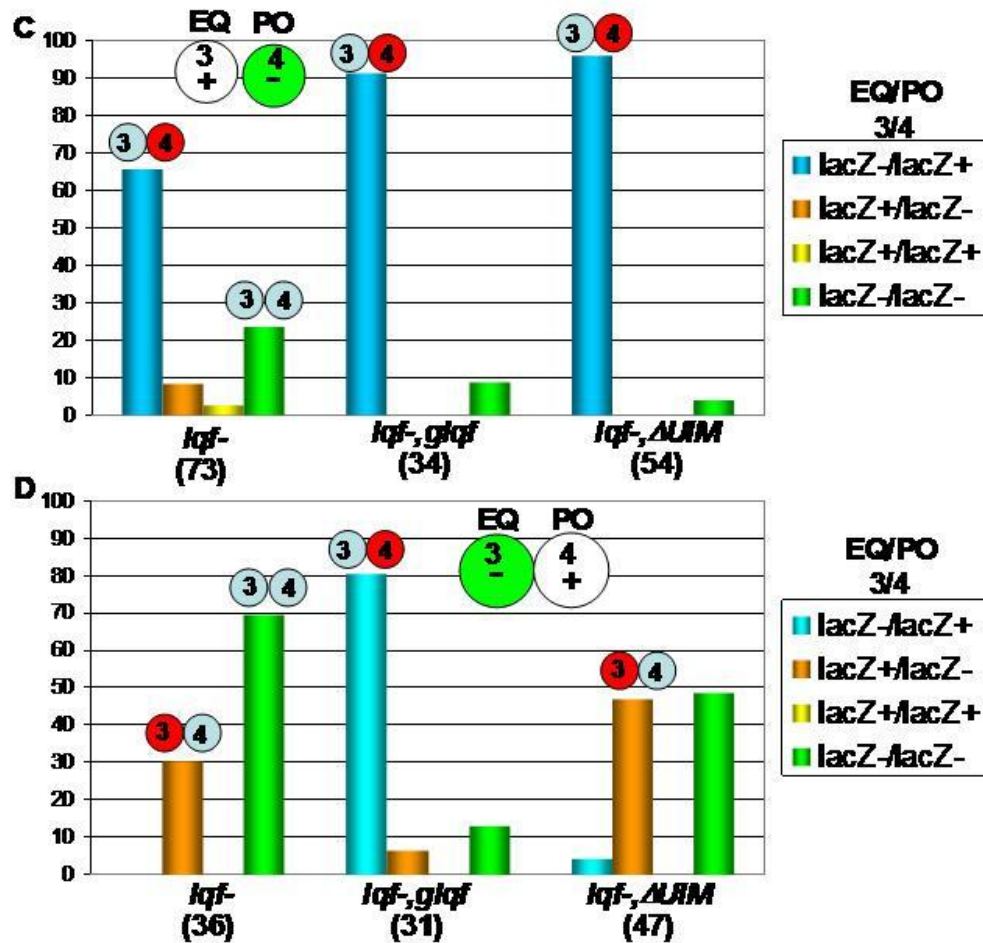 C
EQ PO
3 4
+ -
100
90
80
70
60
50
40
30
20
10
0
3 4
3 4
3 4
3 4
lqf- lqf-,glqf lqf-,ΔUIM
(73) (34) (54)
EQ/PO
3/4
lacZ-/lacZ+
lacZ+/lacZ-
lacZ+/lacZ+
lacZ-/lacZ-
D
EQ PO
3 4
- +
100
90
80
70
60
50
40
30
20
10
0
3 4
3 4
3 4
3 4
lqf- lqf-,glqf lqf-,ΔUIM
(36) (31) (47)
EQ/PO
3/4
lacZ-/lacZ+
lacZ+/lacZ-
lacZ+/lacZ+
lacZ-/lacZ-